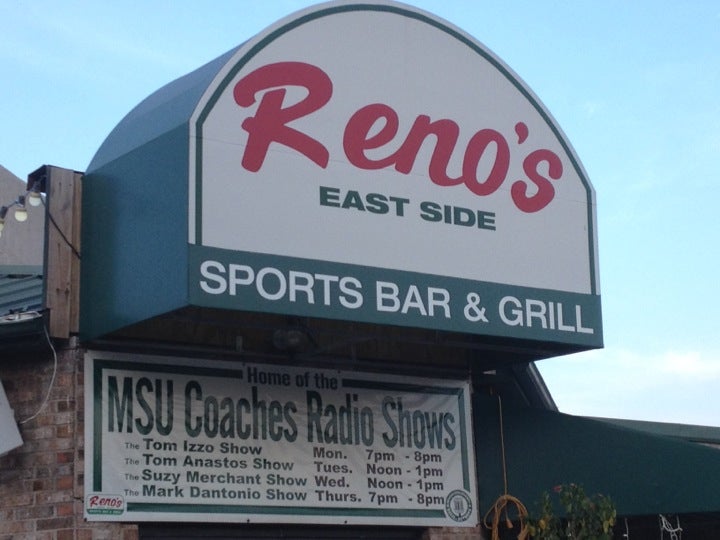 Reno's
EAST SIDE
SPORTS BAR & GRILL
Home of the
MSU Coaches Radio Shows
The Tom Izzo Show Mon. 7pm - 8pm
The Tom Anastos Show Tues. Noon - 1pm
The Suzy Merchant Show Wed. Noon - 1pm
The Mark Dantonio Show Thurs. 7pm - 8pm
Reno's